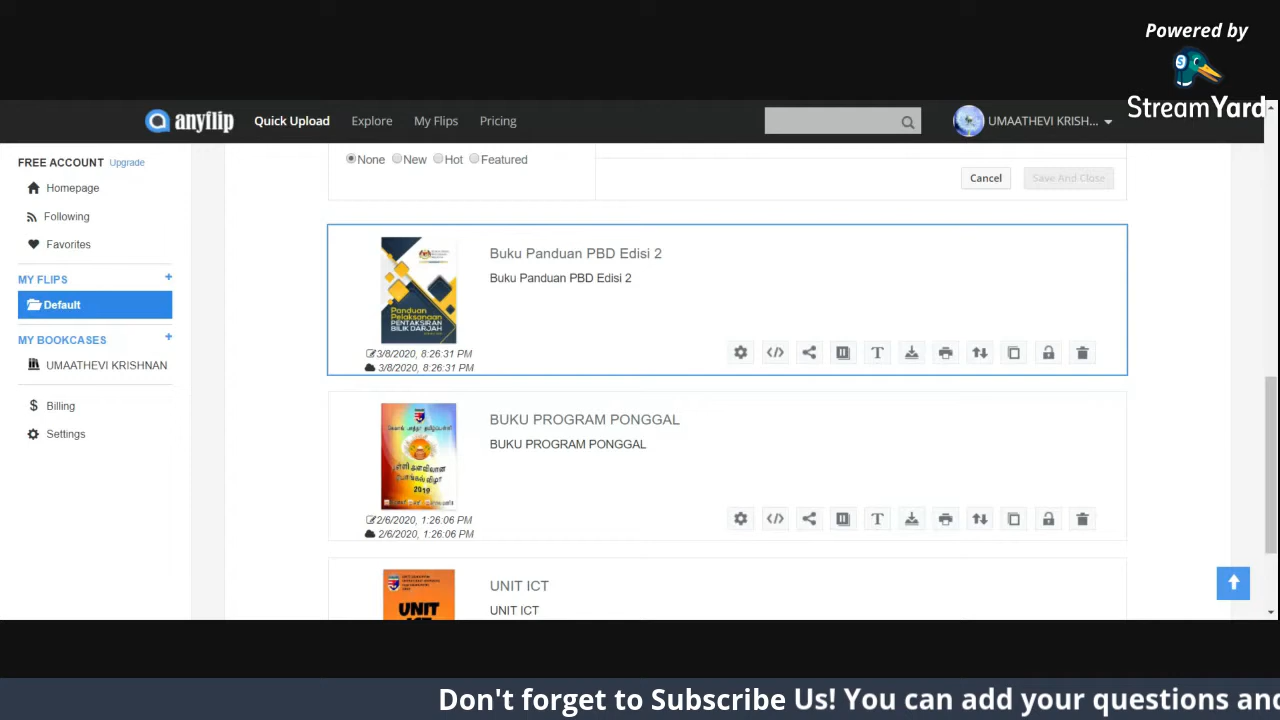 Powered by
StreamYard
anyflip
Quick Upload
Explore
My Flips
Pricing
UMAATHEVI KRISH...
FREE ACCOUNT Upgrade
Homepage
Following
Favorites
MY FLIPS +
Default
MY BOOKCASES +
UMAATHEVI KRISHNAN
$ Billing
Settings
None New Hot Featured
Cancel
Save And Close
Panduan
Pelaksanaan
PENTAKSIRAN
BILIK DARJAH
Buku Panduan PBD Edisi 2
Buku Panduan PBD Edisi 2
3/8/2020, 8:26:31 PM
3/8/2020, 8:26:31 PM
2019
BUKU PROGRAM PONGGAL
BUKU PROGRAM PONGGAL
2/6/2020, 1:26:06 PM
2/6/2020, 1:26:06 PM
UNIT
UNIT ICT
UNIT ICT
Don't forget to Subscribe Us! You can add your questions and